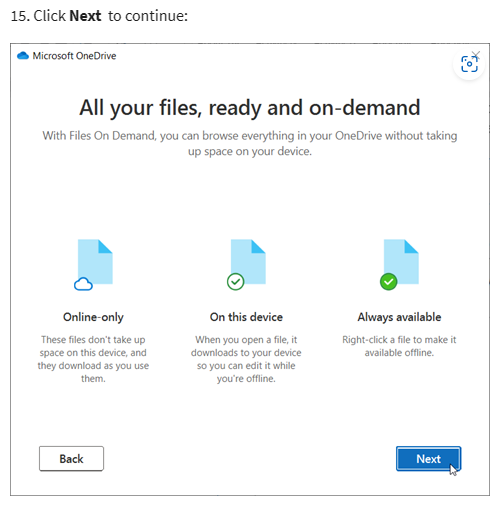 15. Click Next to continue:
Microsoft OneDrive
All your files, ready and on-demand
With Files On Demand, you can browse everything in your OneDrive without taking
up space on your device.
Online-only
These files don't take up
space on this device, and
they download as you use
them.
On this device
When you open a file, it
downloads to your device
so you can edit it while
you're offline.
Always available
Right-click a file to make it
available offline.
Back
Next